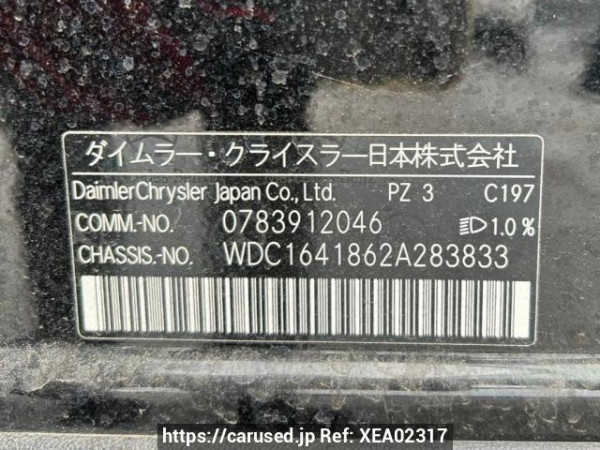 ダイムラー・クライスラー日本株式会社
DaimlerChrysler Japan Co., Ltd. PZ 3 C197
COMM.-NO. 0783912046 1.0%
CHASSIS.-NO. WDC1641862A283833
https://carused.jp Ref: XEA02317